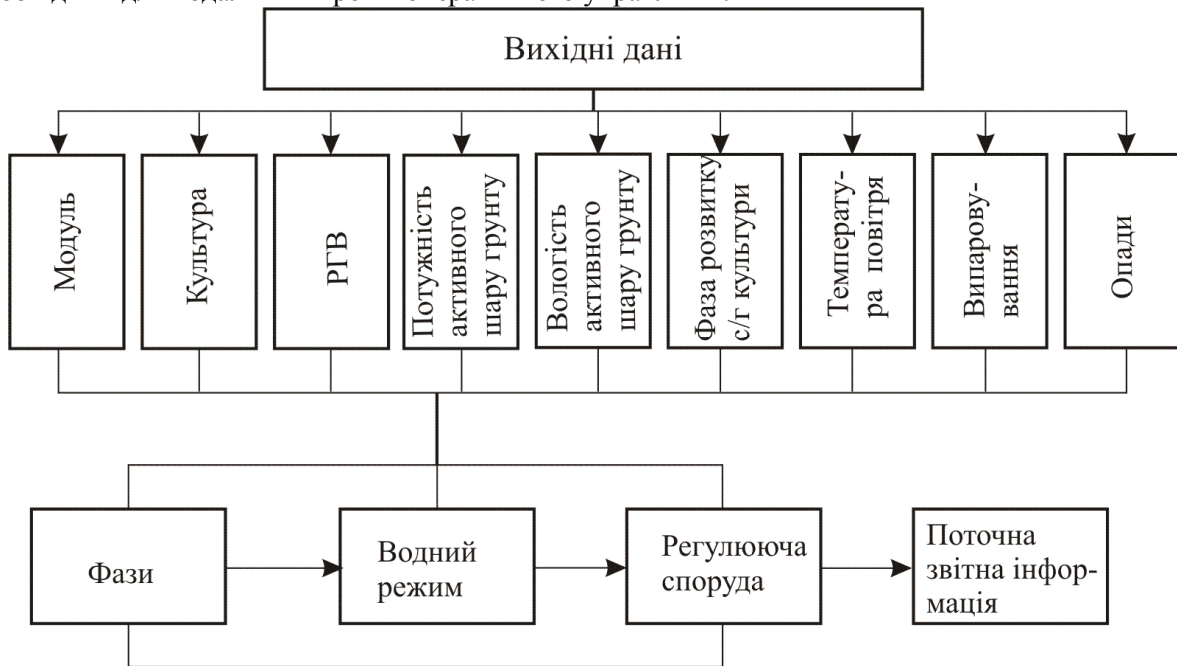 Вихідні дані
Модуль
Культура
РГВ
Потужність
активного
шару грунту
Вологість
активного
шару грунту
Фаза розвитку
с/г культури
Температу-
ра повітря
Випарову-
вання
Опади
Фази
Водний
режим
Регулююча
споруда
Поточна
звітна інфор-
мація